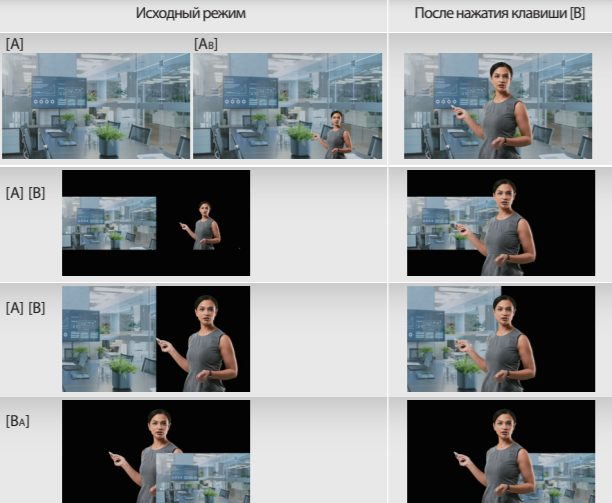 Исходный режим
После нажатия клавиши [B]
[A]
[AB]
[A] [B]
[A] [B]
[BA]